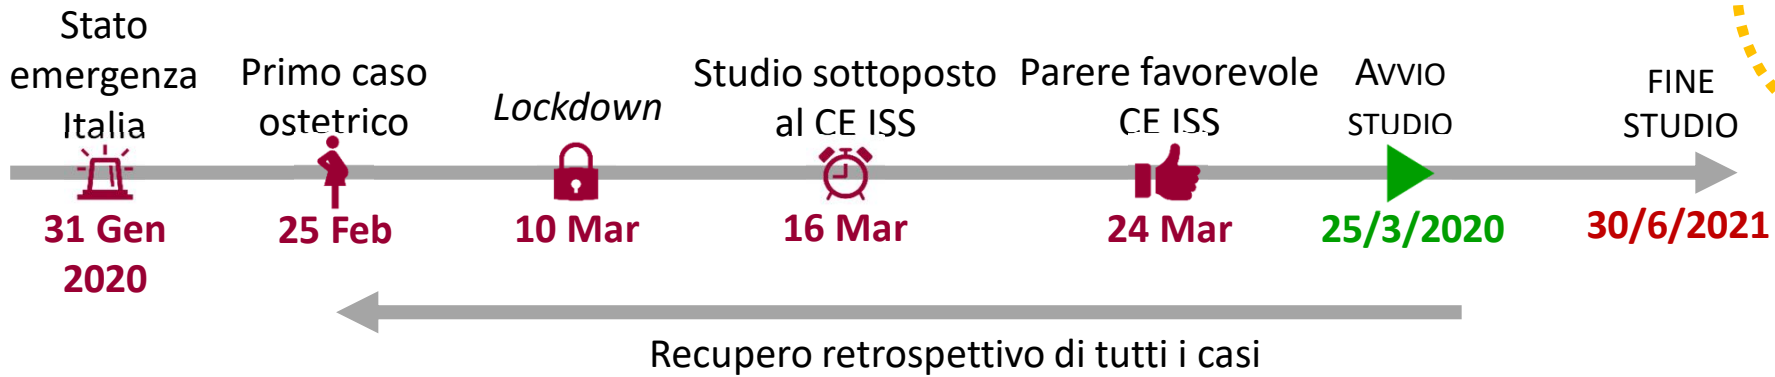 Stato
emergenza
Italia
31 Gen
2020
Primo caso
ostetrico
25 Feb
Lockdown
10 Mar
Studio sottoposto
al CE ISS
16 Mar
Parere favorevole
CE ISS
24 Mar
AVVIO
STUDIO
25/3/2020
FINE
STUDIO
30/6/2021
Recupero retrospettivo di tutti i casi